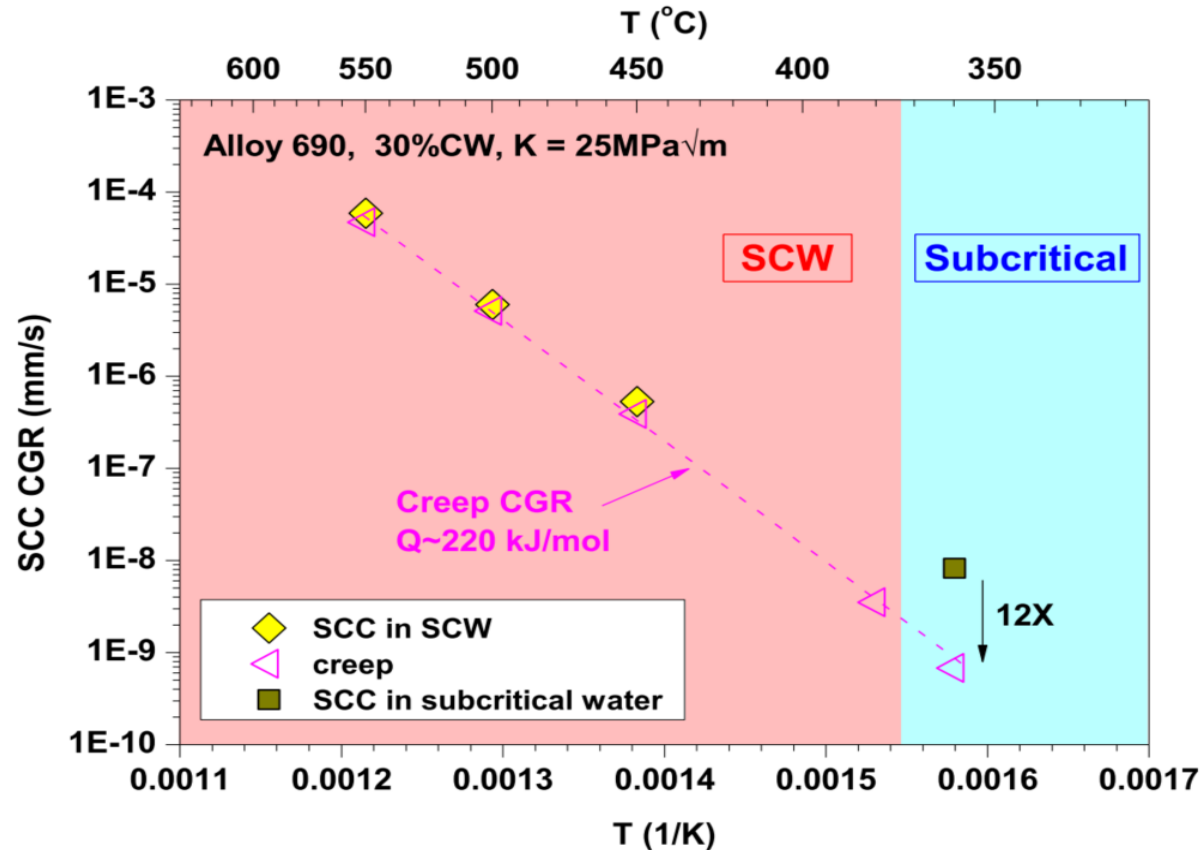 T (°C)
600 550 500 450 400 350
1E-3
1E-4
1E-5
1E-6
1E-7
1E-8
1E-9
1E-10
SCC CGR (mm/s)
Alloy 690, 30%CW, K = 25MPa√m
SCW
Subcritical
Creep CGR
Q~220 kJ/mol
12X
SCC in SCW
creep
SCC in subcritical water
0.0011 0.0012 0.0013 0.0014 0.0015 0.0016 0.0017
T (1/K)